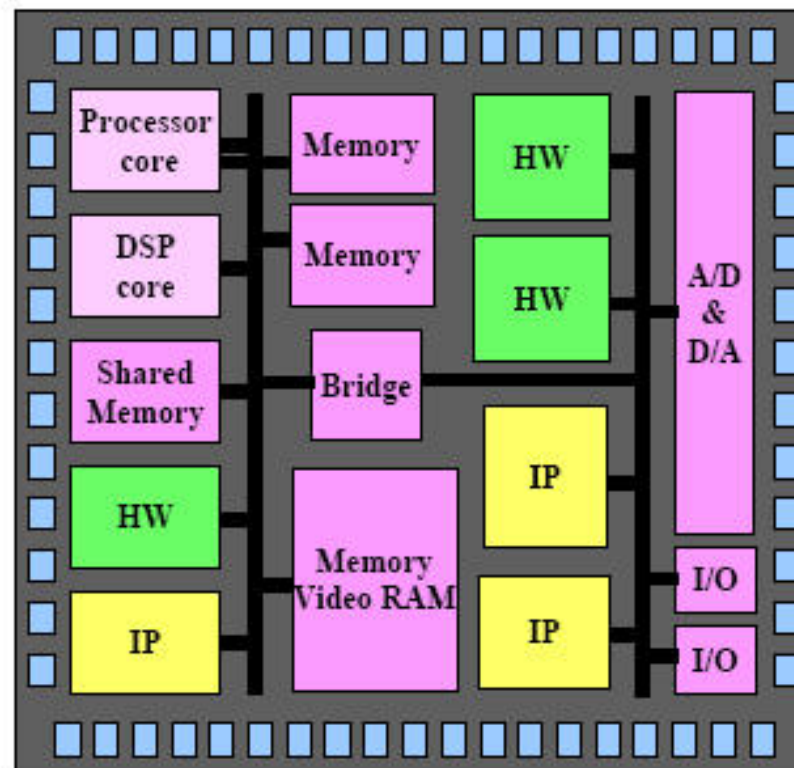 Processor
core
DSP
core
Shared
Memory
HW
IP
Memory
Memory
Bridge
Memory
Video RAM
HW
HW
IP
IP
A/D
&
D/A
I/O
I/O